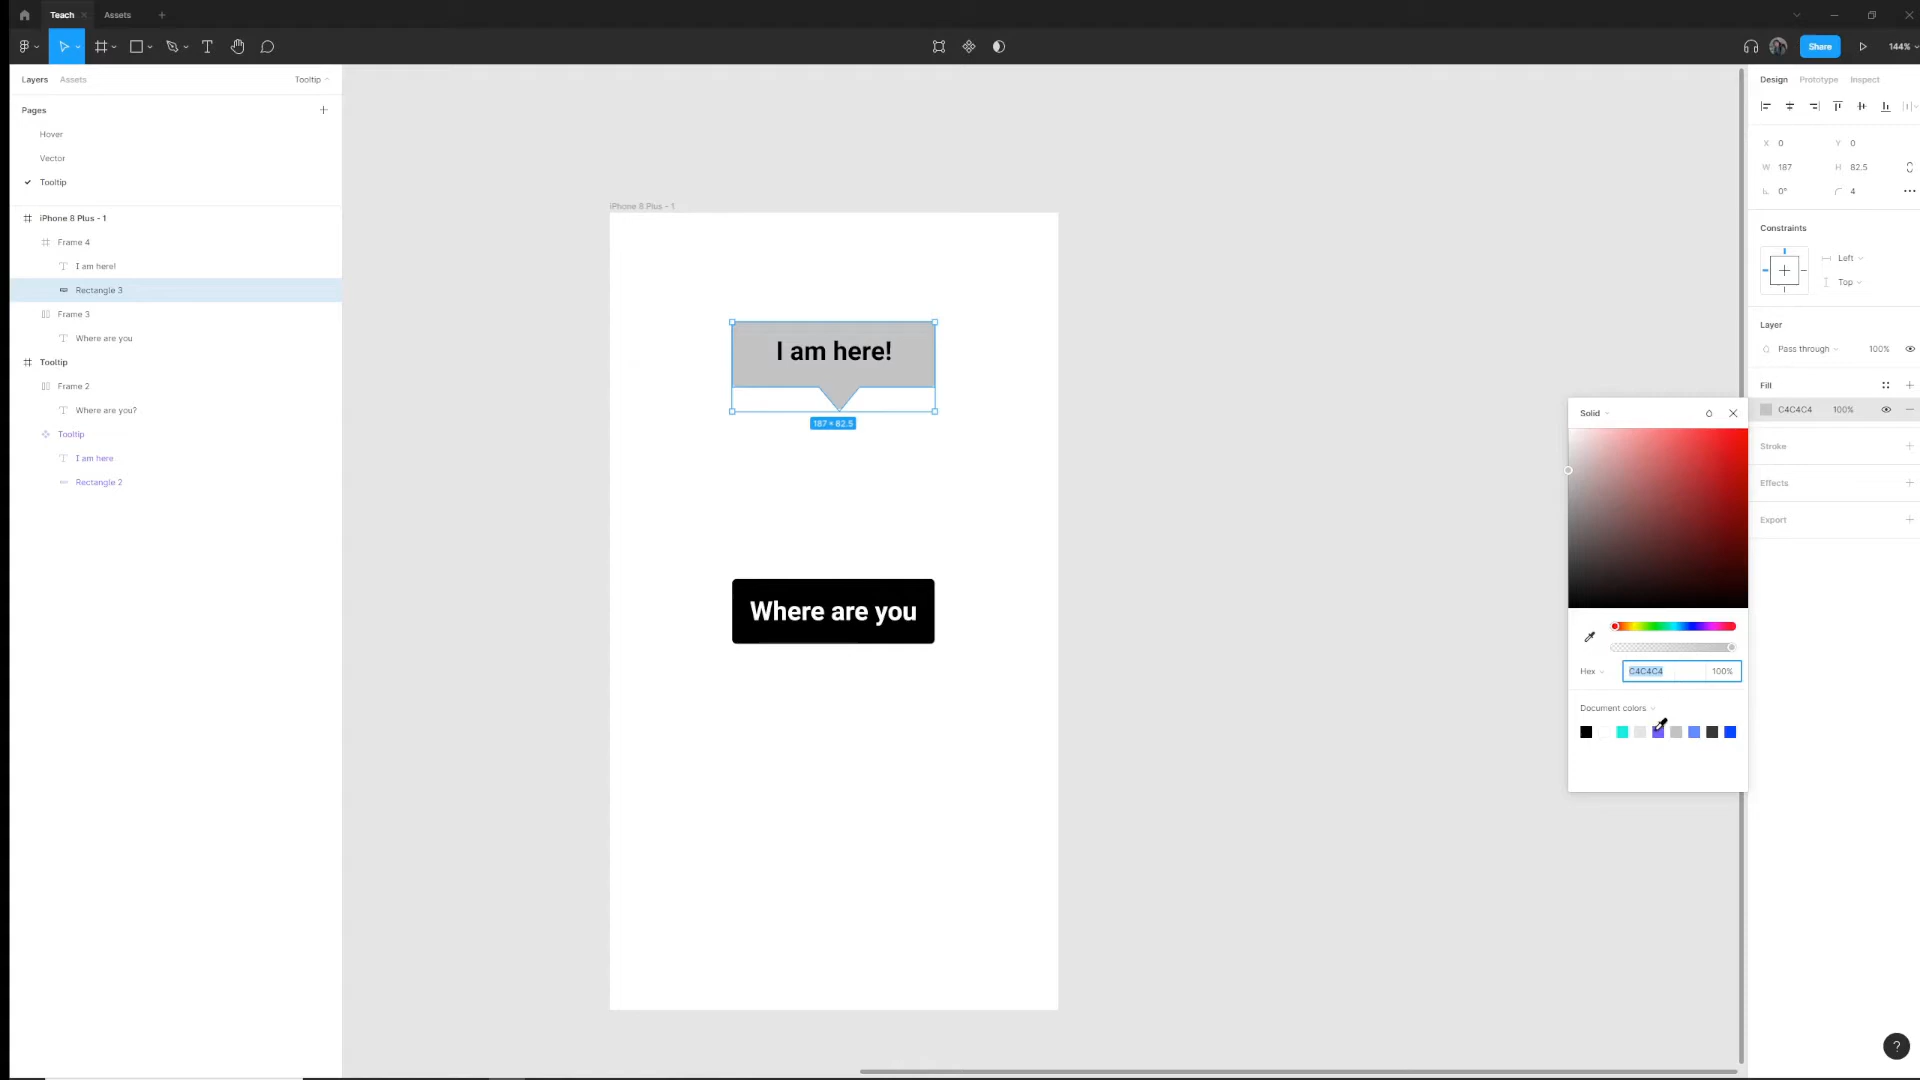 Teach
Assets
Share
144%
Layers
Assets
Tooltip
Pages
Hover
Vector
Tooltip
iPhone 8 Plus - 1
Frame 4
I am here!
Rectangle 3
Frame 3
Where are you
Tooltip
Frame 2
Where are you?
Tooltip
I am here
Rectangle 2
iPhone 8 Plus - 1
I am here!
187 × 82.5
Where are you
Design
Prototype
Inspect
X 0
Y 0
W 187
H 82.5
0°
4
Constraints
Left
Top
Layer
Pass through
100%
Fill
C4C4C4
100%
Stroke
Effects
Export
Solid
Hex
C4C4C4
100%
Document colors
?